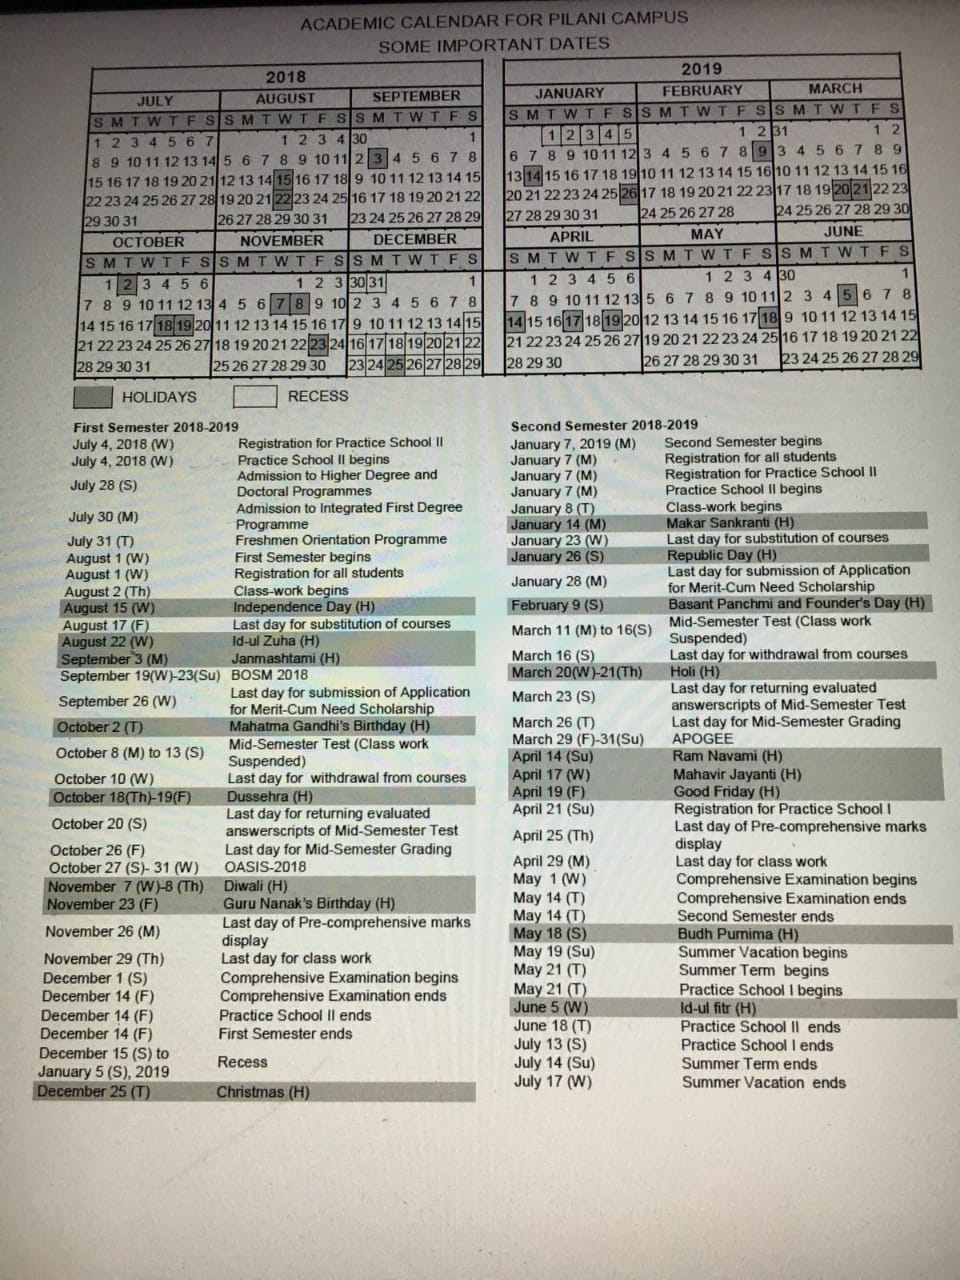 ACADEMIC CALENDAR FOR PILANI CAMPUS
SOME IMPORTANT DATES
2018
JULY AUGUST SEPTEMBER
S M T W T F S S M T W T F S S M T W T F S
1 2 3 4 5 6 7 1 2 3 4 30 1
8 9 10 11 12 13 14 5 6 7 8 9 10 11 2 3 4 5 6 7 8
15 16 17 18 19 20 21 12 13 14 15 16 17 18 9 10 11 12 13 14 15
22 23 24 25 26 27 28 19 20 21 22 23 24 25 16 17 18 19 20 21 22
29 30 31 26 27 28 29 30 31 23 24 25 26 27 28 29
OCTOBER NOVEMBER DECEMBER
S M T W T F S S M T W T F S S M T W T F S
1 2 3 4 5 6 1 2 3 30 31 1
7 8 9 10 11 12 13 4 5 6 7 8 9 10 2 3 4 5 6 7 8
14 15 16 17 18 19 20 11 12 13 14 15 16 17 9 10 11 12 13 14 15
21 22 23 24 25 26 27 18 19 20 21 22 23 24 16 17 18 19 20 21 22
28 29 30 31 25 26 27 28 29 30 23 24 25 26 27 28 29
2019
JANUARY FEBRUARY MARCH
S M T W T F S S M T W T F S S M T W T F S
1 2 3 4 5 1 2 31 1 2
6 7 8 9 10 11 12 3 4 5 6 7 8 9 3 4 5 6 7 8 9
13 14 15 16 17 18 19 10 11 12 13 14 15 16 10 11 12 13 14 15 16
20 21 22 23 24 25 26 17 18 19 20 21 22 23 17 18 19 20 21 22 23
27 28 29 30 31 24 25 26 27 28 24 25 26 27 28 29 30
APRIL MAY JUNE
S M T W T F S S M T W T F S S M T W T F S
1 2 3 4 5 6 1 2 3 4 30 1
7 8 9 10 11 12 13 5 6 7 8 9 10 11 2 3 4 5 6 7 8
14 15 16 17 18 19 20 12 13 14 15 16 17 18 9 10 11 12 13 14 15
21 22 23 24 25 26 27 19 20 21 22 23 24 25 16 17 18 19 20 21 22
28 29 30 26 27 28 29 30 31 23 24 25 26 27 28 29
HOLIDAYS RECESS
First Semester 2018-2019
July 4, 2018 (W) Registration for Practice School II
July 4, 2018 (W) Practice School II begins
July 28 (S) Admission to Higher Degree and
Doctoral Programmes
July 30 (M) Admission to Integrated First Degree
Programme
July 31 (T) Freshmen Orientation Programme
August 1 (W) First Semester begins
August 1 (W) Registration for all students
August 2 (Th) Class-work begins
August 15 (W) Independence Day (H)
August 17 (F) Last day for substitution of courses
August 22 (W) Id-ul Zuha (H)
September 3 (M) Janmashtami (H)
September 19(W)-23(Su) BOSM 2018
September 26 (W) Last day for submission of Application
for Merit-Cum Need Scholarship
October 2 (T) Mahatma Gandhi's Birthday (H)
October 8 (M) to 13 (S) Mid-Semester Test (Class work
Suspended)
October 10 (W) Last day for withdrawal from courses
October 18(Th)-19(F) Dussehra (H)
October 20 (S) Last day for returning evaluated
answerscripts of Mid-Semester Test
October 26 (F) Last day for Mid-Semester Grading
October 27 (S)- 31 (W) OASIS-2018
November 7 (W)-8 (Th) Diwali (H)
November 23 (F) Guru Nanak's Birthday (H)
November 26 (M) Last day of Pre-comprehensive marks
display
November 29 (Th) Last day for class work
December 1 (S) Comprehensive Examination begins
December 14 (F) Comprehensive Examination ends
December 14 (F) Practice School II ends
December 14 (F) First Semester ends
December 15 (S) to
January 5 (S), 2019 Recess
December 25 (T) Christmas (H)
Second Semester 2018-2019
January 7, 2019 (M) Second Semester begins
January 7 (M) Registration for all students
January 7 (M) Registration for Practice School II
January 7 (M) Practice School II begins
January 8 (T) Class-work begins
January 14 (M) Makar Sankranti (H)
January 23 (W) Last day for substitution of courses
January 26 (S) Republic Day (H)
January 28 (M) Last day for submission of Application
for Merit-Cum Need Scholarship
February 9 (S) Basant Panchmi and Founder's Day (H)
March 11 (M) to 16(S) Mid-Semester Test (Class work
Suspended)
March 16 (S) Last day for withdrawal from courses
March 20(W)-21(Th) Holi (H)
March 23 (S) Last day for returning evaluated
answerscripts of Mid-Semester Test
March 26 (T) Last day for Mid-Semester Grading
March 29 (F)-31(Su) APOGEE
April 14 (Su) Ram Navami (H)
April 17 (W) Mahavir Jayanti (H)
April 19 (F) Good Friday (H)
April 21 (Su) Registration for Practice School I
April 25 (Th) Last day of Pre-comprehensive marks
display
April 29 (M) Last day for class work
May 1 (W) Comprehensive Examination begins
May 14 (T) Comprehensive Examination ends
May 14 (T) Second Semester ends
May 18 (S) Budh Purnima (H)
May 19 (Su) Summer Vacation begins
May 21 (T) Summer Term begins
May 21 (T) Practice School I begins
June 5 (W) Id-ul fitr (H)
June 18 (T) Practice School II ends
July 13 (S) Practice School I ends
July 14 (Su) Summer Term ends
July 17 (W) Summer Vacation ends